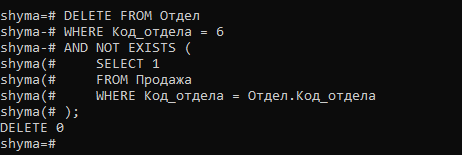 shyma=# DELETE FROM Отдел
shyma-# WHERE Код_отдела = 6
shyma-# AND NOT EXISTS (
shyma(#     SELECT 1
shyma(#     FROM Продажа
shyma(#     WHERE Код_отдела = Отдел.Код_отдела
shyma(# );
DELETE 0
shyma=#